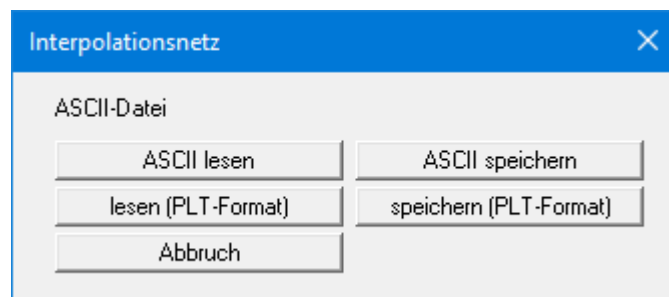 Interpolationsnetz
ASCII-Datei
ASCII lesen
ASCII speichern
lesen (PLT-Format)
speichern (PLT-Format)
Abbruch